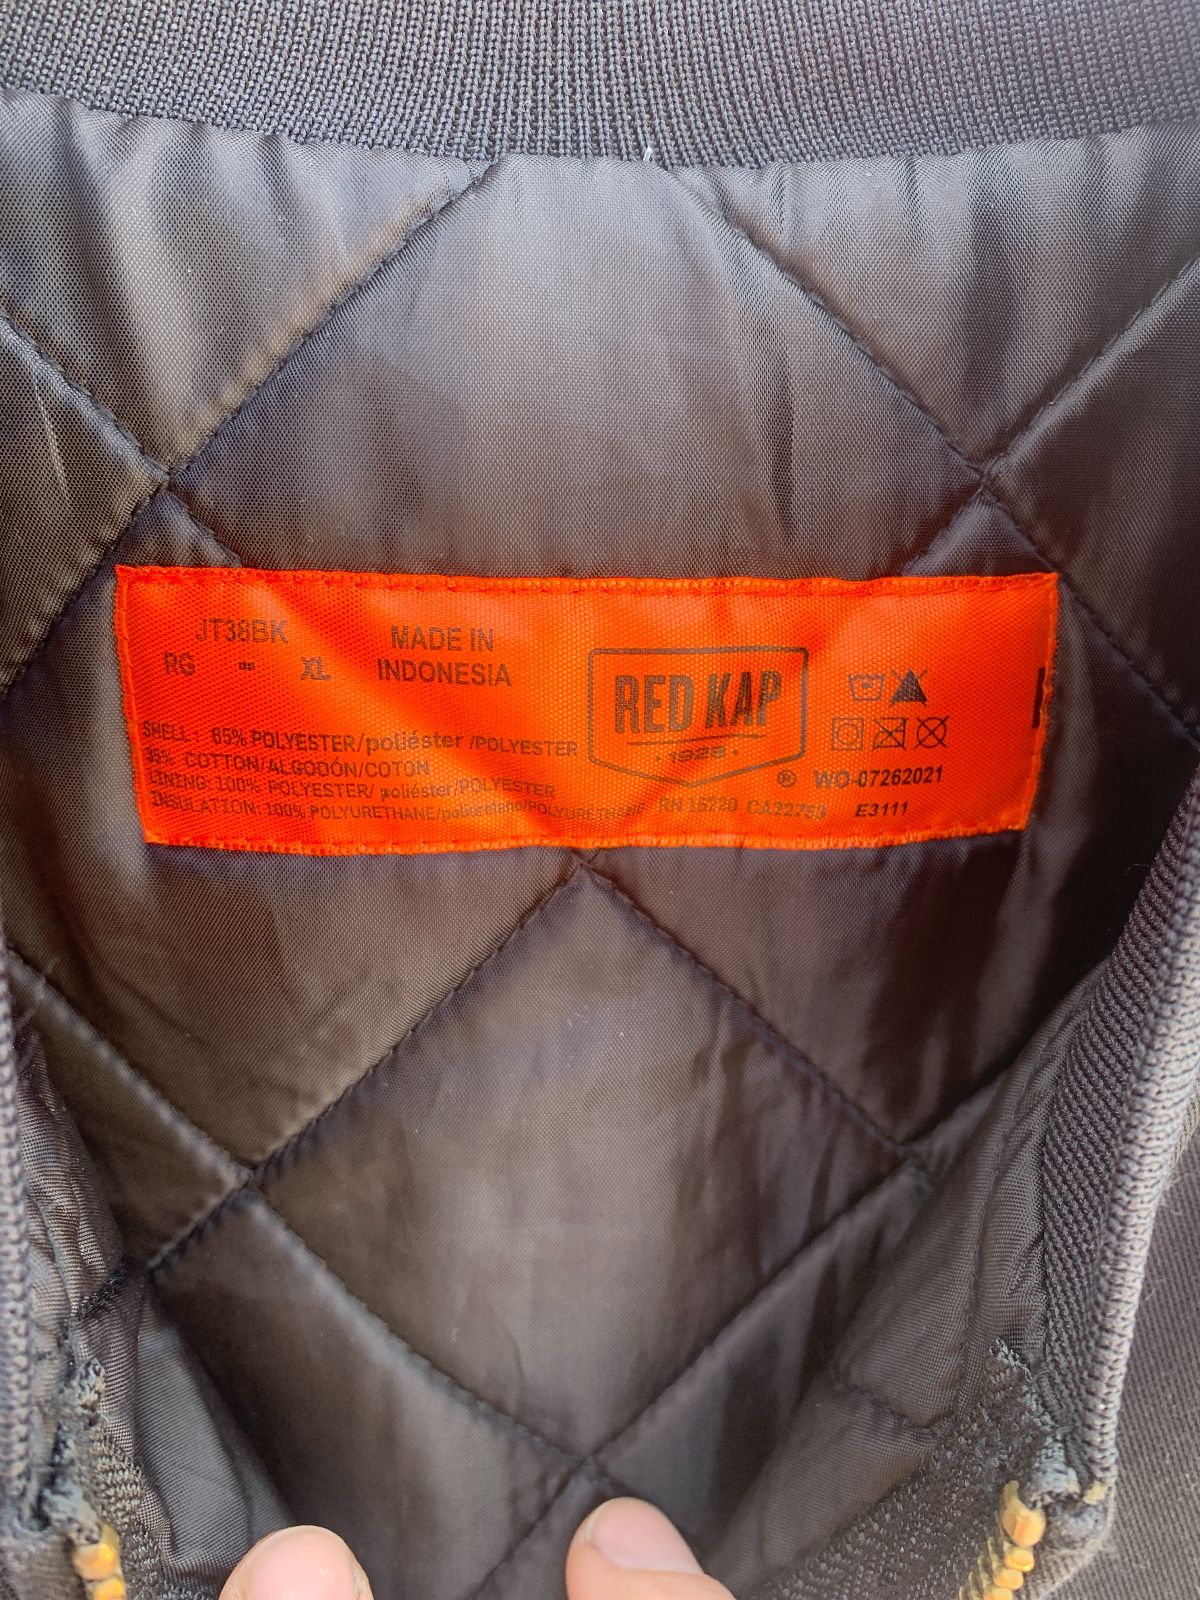 JT38BK
RG - XL
MADE IN
INDONESIA
SHELL: 65% POLYESTER/poliéster /POLYESTER
35% COTTON/ALGODÓN/COTON
LINING: 100% POLYESTER/ poliéster/POLYESTER
INSULATION: 100% POLYURETHANE/poliuretano/POLYURETHANE
RED KAP
· 1923 ·
®
WO-07262021
RN 15220 CA22753
E3111